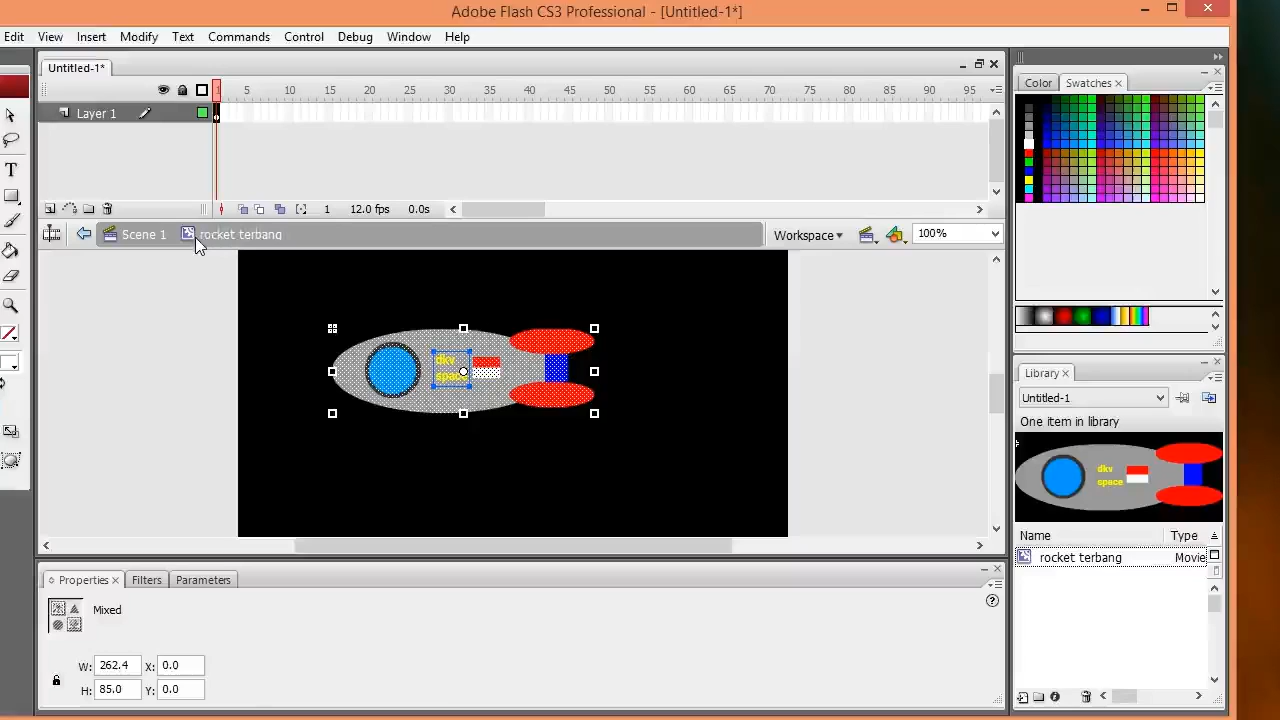 Adobe Flash CS3 Professional - [Untitled-1*]
Edit View Insert Modify Text Commands Control Debug Window Help
Untitled-1*
1 5 10 15 20 25 30 35 40 45 50 55 60 65 70 75 80 85 90 95
Layer 1
1 12.0 fps 0.0s
Scene 1 rocket terbang
Workspace
100%
dkv
space
Properties Filters Parameters
Mixed
W: 262.4 X: 0.0
H: 85.0 Y: 0.0
Color Swatches
Library
Untitled-1
One item in library
dkv
space
Name Type
rocket terbang Movie